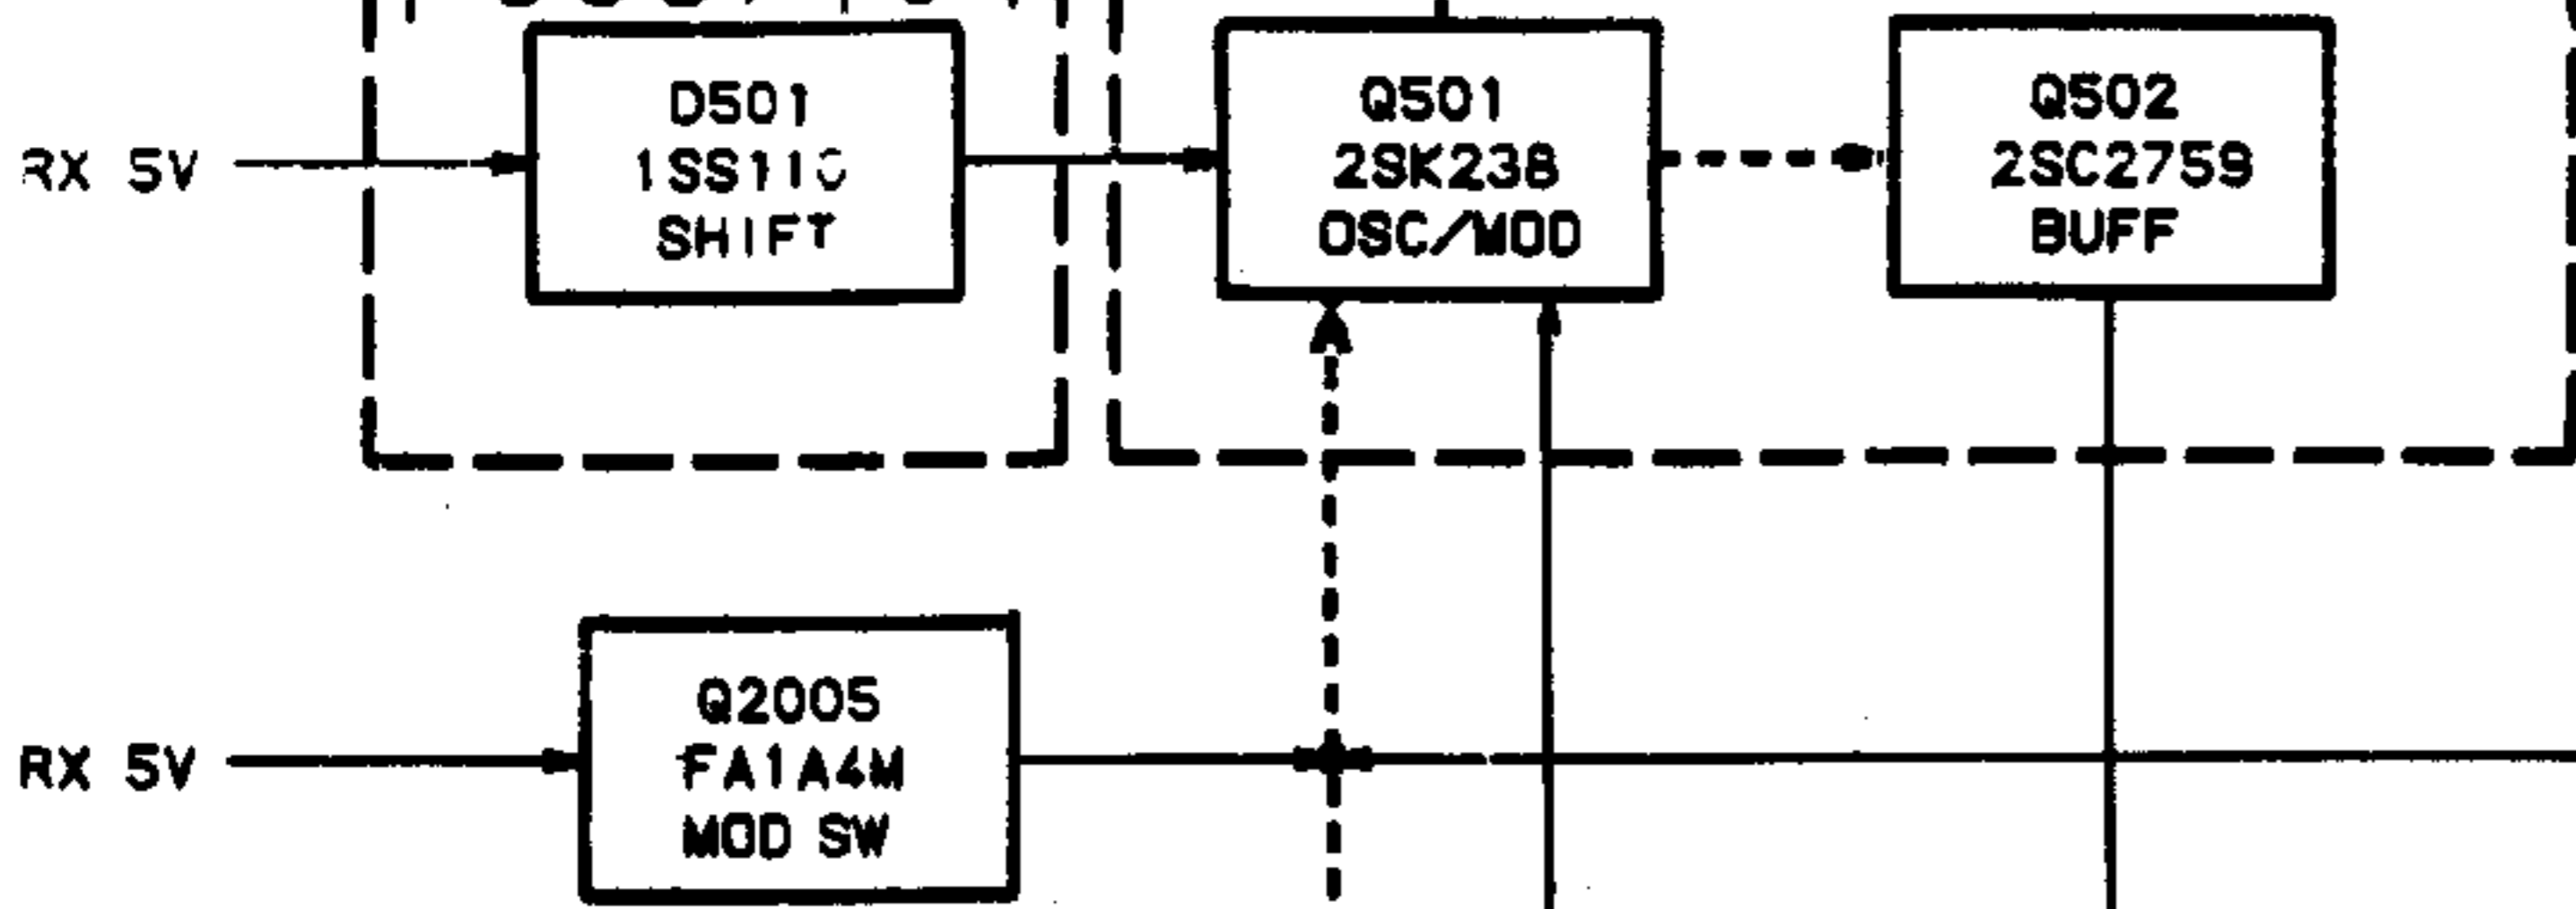 RX 5V
D501
SHIFT
Q501
2SK238
OSC/MOD
Q502
2SC2759
BUFF
RX 5V
Q2005
FA1A4M
MOD SW